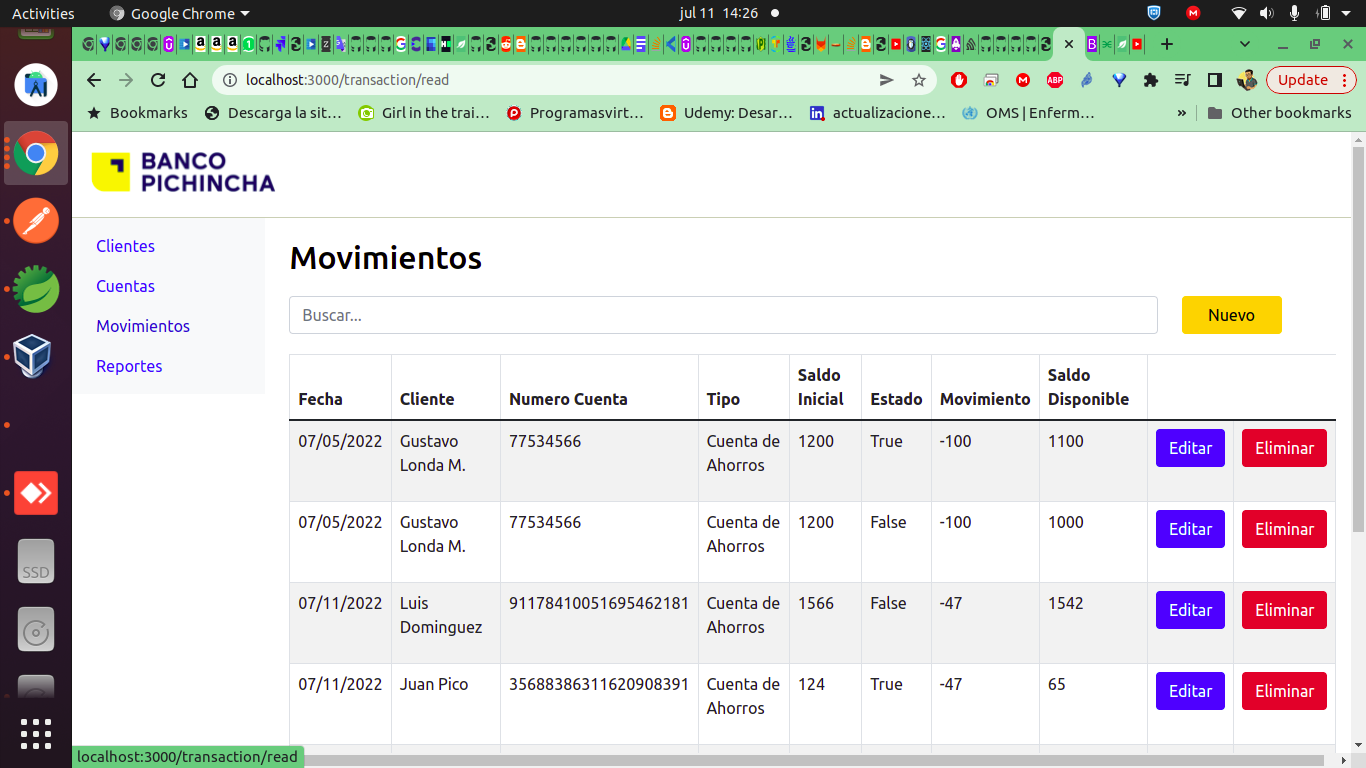 Activities
Google Chrome
jul 11 14:26
localhost:3000/transaction/read
Update
Bookmarks
Descarga la sit…
Girl in the trai…
Programasvirt…
Udemy: Desar…
actualizacione…
OMS | Enferm…
»
Other bookmarks
BANCO
PICHINCHA
Clientes
Cuentas
Movimientos
Reportes
Movimientos
Buscar...
Nuevo
Fecha Cliente Numero Cuenta Tipo Saldo Inicial Estado Movimiento Saldo Disponible
07/05/2022 Gustavo Londa M. 77534566 Cuenta de Ahorros 1200 True -100 1100 Editar Eliminar
07/05/2022 Gustavo Londa M. 77534566 Cuenta de Ahorros 1200 False -100 1000 Editar Eliminar
07/11/2022 Luis Dominguez 91178410051695462181 Cuenta de Ahorros 1566 False -47 1542 Editar Eliminar
07/11/2022 Juan Pico 35688386311620908391 Cuenta de Ahorros 124 True -47 65 Editar Eliminar
SSD
localhost:3000/transaction/read